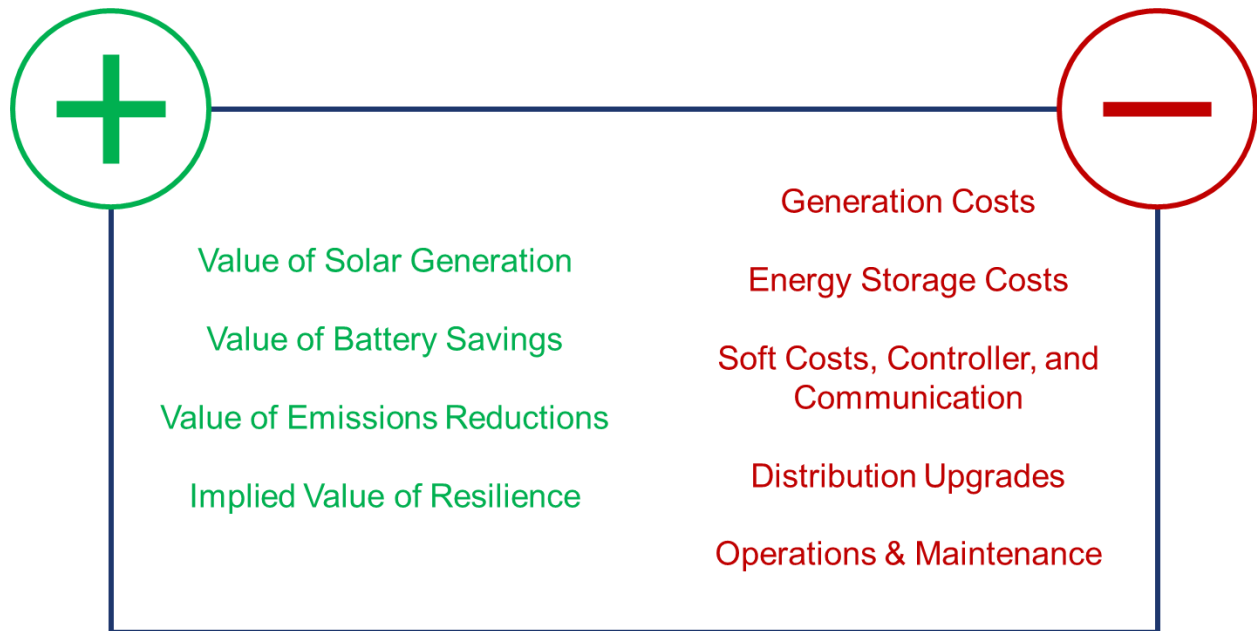 Value of Solar Generation
Value of Battery Savings
Value of Emissions Reductions
Implied Value of Resilience
Generation Costs
Energy Storage Costs
Soft Costs, Controller, and
Communication
Distribution Upgrades
Operations & Maintenance